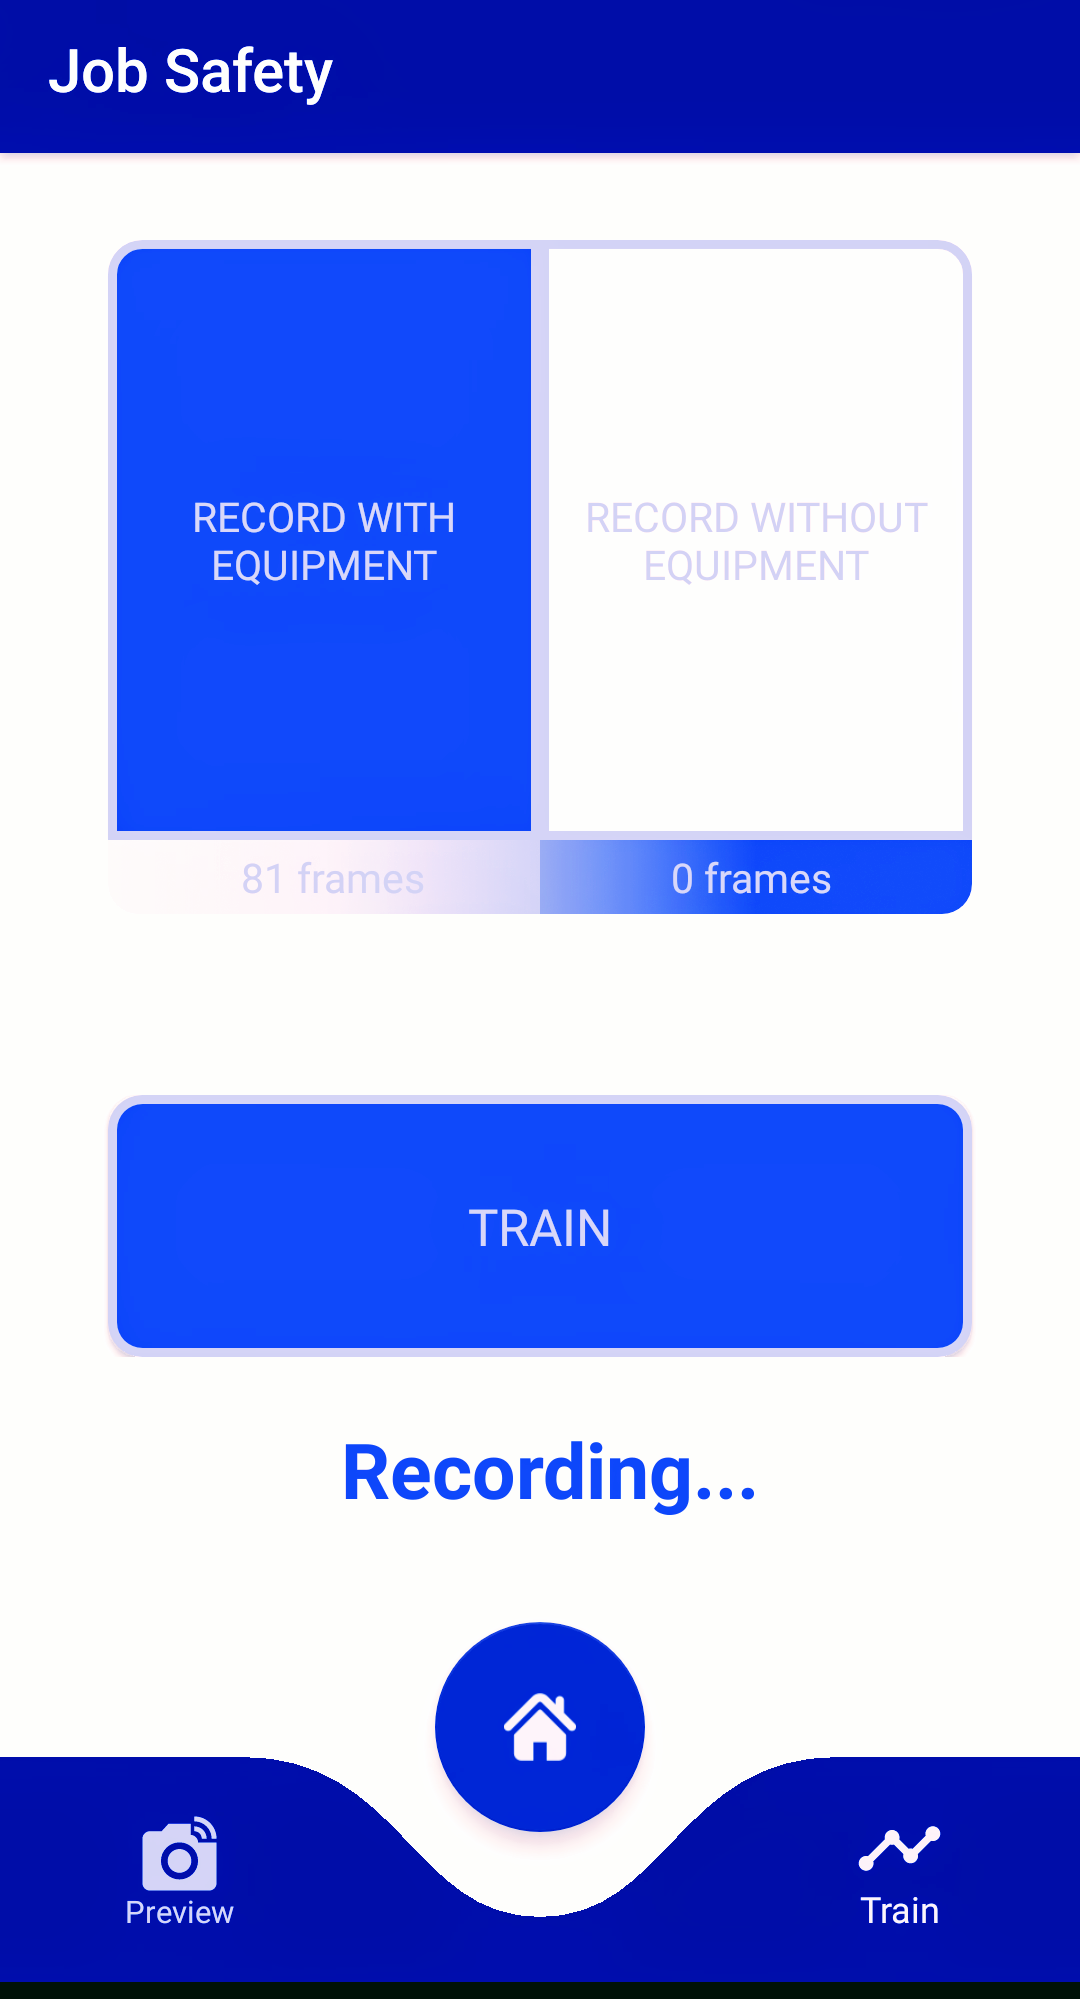 Job Safety
RECORD WITH
EQUIPMENT
RECORD WITHOUT
EQUIPMENT
81 frames
0 frames
TRAIN
Recording...
Preview
Train